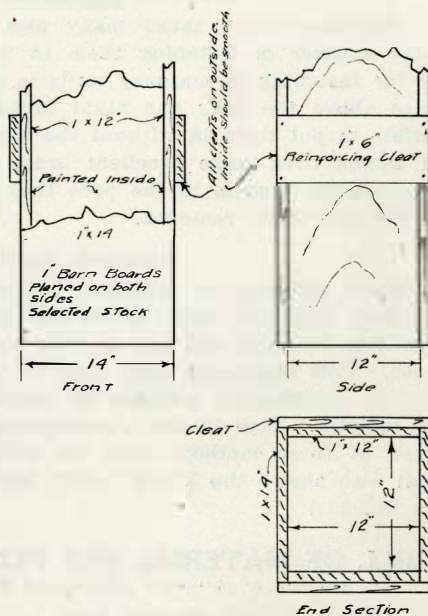 1" x 12"
Painted Inside
1" x 14
1" Barn Boards
Planed on both
sides
Selected Stock
14"
Front
All cleats on outside.
Inside should be smooth
1 x 6
Reinforcing Cleat
12"
Side
Cleat
1" x 12"
1 x 14"
12"
12"
End Section